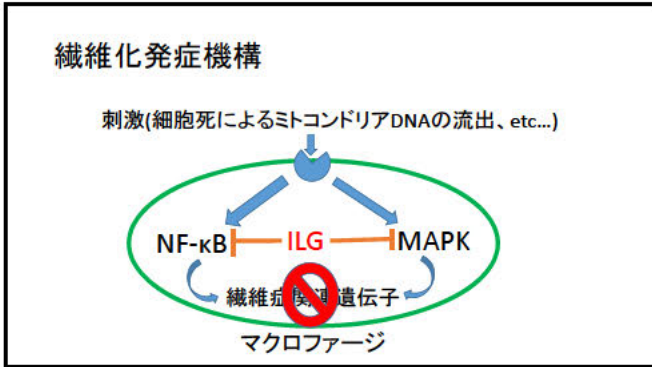 繊維化発症機構
刺激(細胞死によるミトコンドリアDNAの流出、etc...)
NF-κB ILG MAPK
繊維症関連遺伝子
マクロファージ